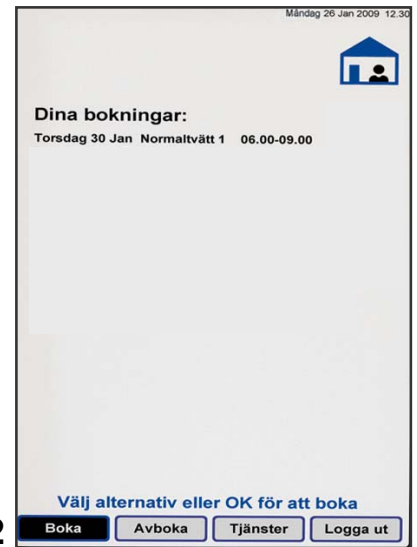 Måndag 26 Jan 2009 12.30
Dina bokningar:
Torsdag 30 Jan Normaltvätt 1 06.00-09.00
Välj alternativ eller OK för att boka
2
Boka Avboka Tjänster Logga ut